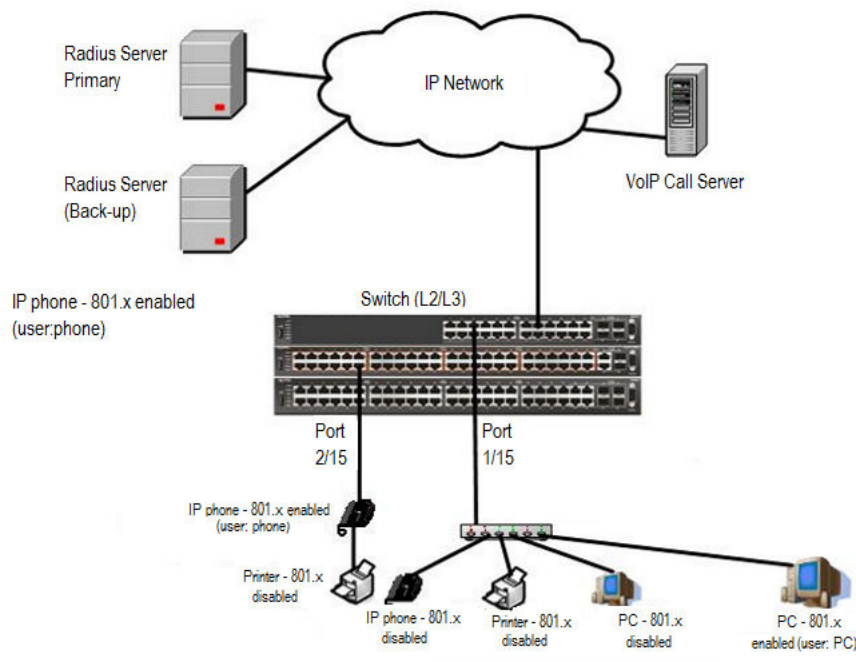 Radius Server
Primary
IP Network
VoIP Call Server
Radius Server
(Back-up)
IP phone - 801.x enabled
(user:phone)
Switch (L2/L3)
Port
2/15
Port
1/15
IP phone - 801.x enabled
(user: phone)
Printer - 801.x
disabled
IP phone - 801.x
disabled
Printer - 801.x
disabled
PC - 801.x
disabled
PC - 801.x
enabled (user: PC)